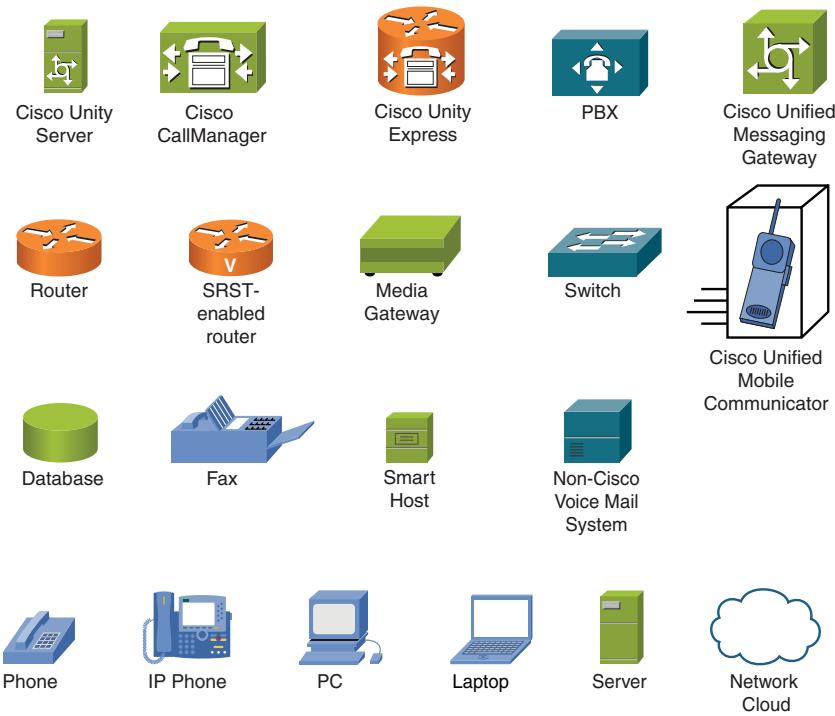 Cisco Unity
Server
Cisco
CallManager
Cisco Unity
Express
PBX
Cisco Unified
Messaging
Gateway
Router
V
SRST-
enabled
router
Media
Gateway
Switch
Cisco Unified
Mobile
Communicator
Database
Fax
Smart
Host
Non-Cisco
Voice Mail
System
Phone
IP Phone
PC
Laptop
Server
Network
Cloud